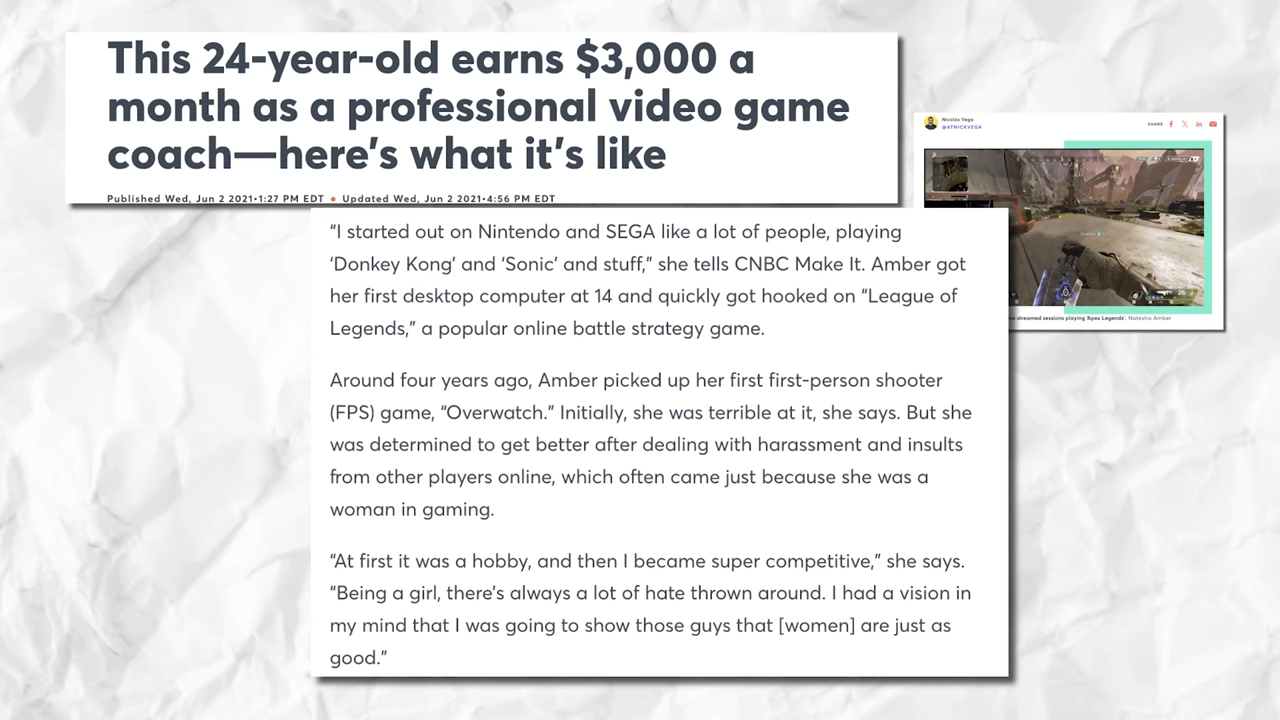 This 24-year-old earns $3,000 a
month as a professional video game
coach—here's what it's like
Published Wed, Jun 2 2021•1:27 PM EDT • Updated Wed, Jun 2 2021•4:56 PM EDT
Nicolas Vega
@ATNICKVEGA
SHARE
“I started out on Nintendo and SEGA like a lot of people, playing
‘Donkey Kong’ and ‘Sonic’ and stuff,” she tells CNBC Make It. Amber got
her first desktop computer at 14 and quickly got hooked on “League of
Legends,” a popular online battle strategy game.
Around four years ago, Amber picked up her first first-person shooter
(FPS) game, “Overwatch.” Initially, she was terrible at it, she says. But she
was determined to get better after dealing with harassment and insults
from other players online, which often came just because she was a
woman in gaming.
“At first it was a hobby, and then I became super competitive,” she says.
“Being a girl, there’s always a lot of hate thrown around. I had a vision in
my mind that I was going to show those guys that [women] are just as
good.”
streamed sessions playing 'Apex Legends'. Natesha Amber